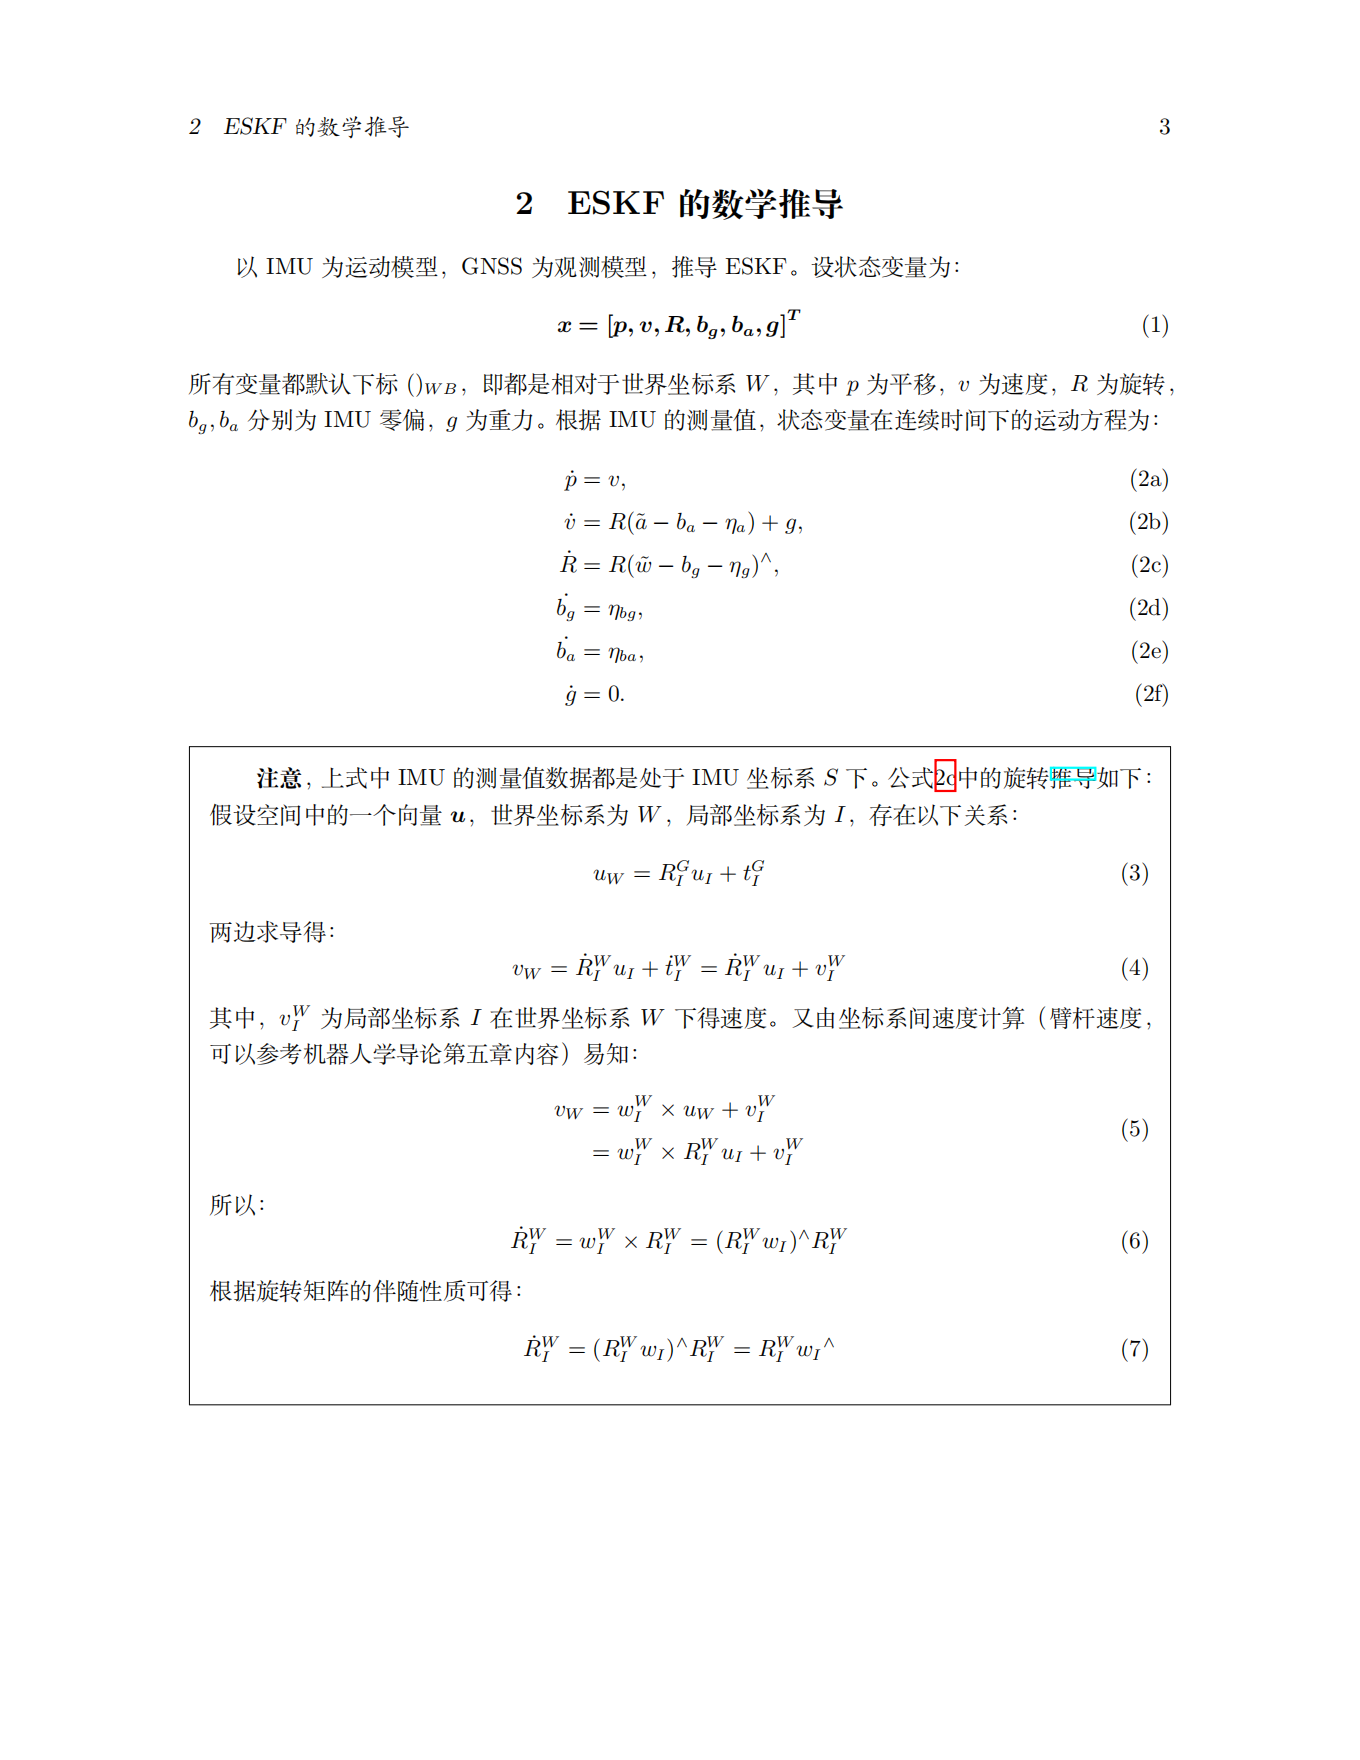 2 ESKF 的数学推导 3
2 ESKF 的数学推导
以 IMU 为运动模型，GNSS 为观测模型，推导 ESKF。设状态变量为：
$\boldsymbol{x} = [\boldsymbol{p}, \boldsymbol{v}, \boldsymbol{R}, \boldsymbol{b_g}, \boldsymbol{b_a}, \boldsymbol{g}]^{\boldsymbol{T}}$ (1)
所有变量都默认下标 $()_{WB}$，即都是相对于世界坐标系 $W$，其中 $p$ 为平移，$v$ 为速度，$R$ 为旋转，
$b_g, b_a$ 分别为 IMU 零偏，$g$ 为重力。根据 IMU 的测量值，状态变量在连续时间下的运动方程为：
$\dot{p} = v,$ (2a)
$\dot{v} = R(\tilde{a} - b_a - \eta_a) + g,$ (2b)
$\dot{R} = R(\tilde{w} - b_g - \eta_g)^{\wedge},$ (2c)
$\dot{b_g} = \eta_{bg},$ (2d)
$\dot{b_a} = \eta_{ba},$ (2e)
$\dot{g} = 0.$ (2f)
注意，上式中 IMU 的测量值数据都是处于 IMU 坐标系 $S$ 下。公式2c中的旋转推导如下：
假设空间中的一个向量 $\boldsymbol{u}$，世界坐标系为 $W$，局部坐标系为 $I$，存在以下关系：
$u_W = R_I^G u_I + t_I^G$ (3)
两边求导得：
$v_W = \dot{R}_I^W u_I + \dot{t}_I^W = \dot{R}_I^W u_I + v_I^W$ (4)
其中，$v_I^W$ 为局部坐标系 $I$ 在世界坐标系 $W$ 下得速度。又由坐标系间速度计算（臂杆速度，
可以参考机器人学导论第五章内容）易知：
$v_W = w_I^W \times u_W + v_I^W$
$= w_I^W \times R_I^W u_I + v_I^W$ (5)
所以：
$\dot{R}_I^W = w_I^W \times R_I^W = (R_I^W w_I)^{\wedge} R_I^W$ (6)
根据旋转矩阵的伴随性质可得：
$\dot{R}_I^W = (R_I^W w_I)^{\wedge} R_I^W = R_I^W w_I{}^{\wedge}$ (7)